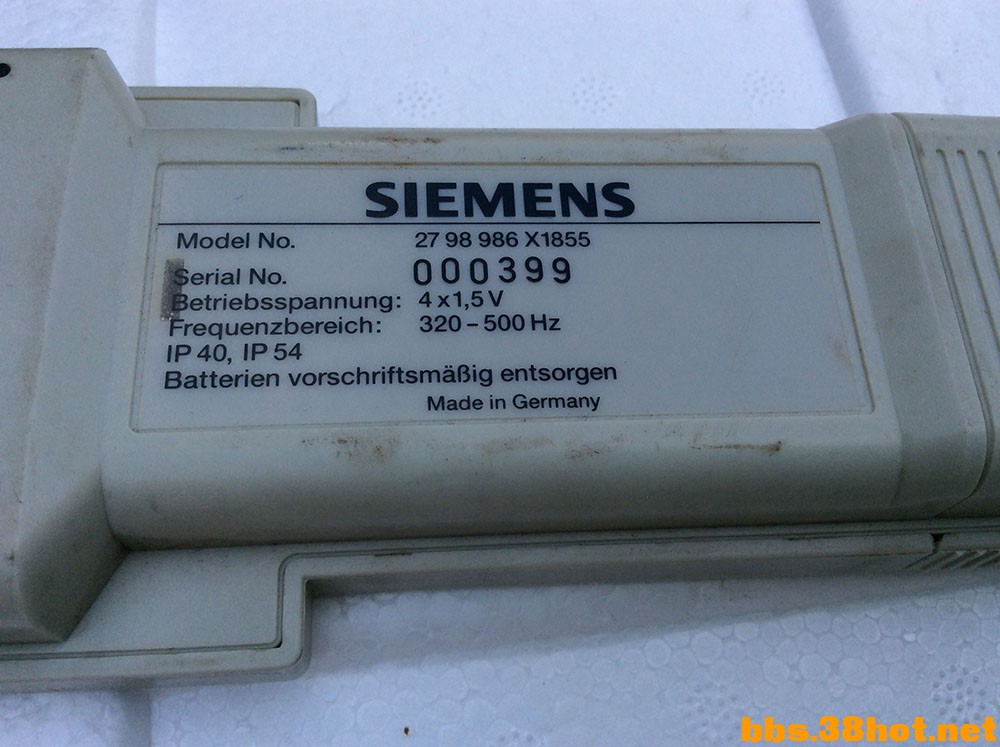 SIEMENS
Model No. 27 98 986 X1855
Serial No. 000399
Betriebsspannung: 4 x 1,5 V
Frequenzbereich: 320 – 500 Hz
IP 40, IP 54
Batterien vorschriftsmäßig entsorgen
Made in Germany
bbs.38hot.net